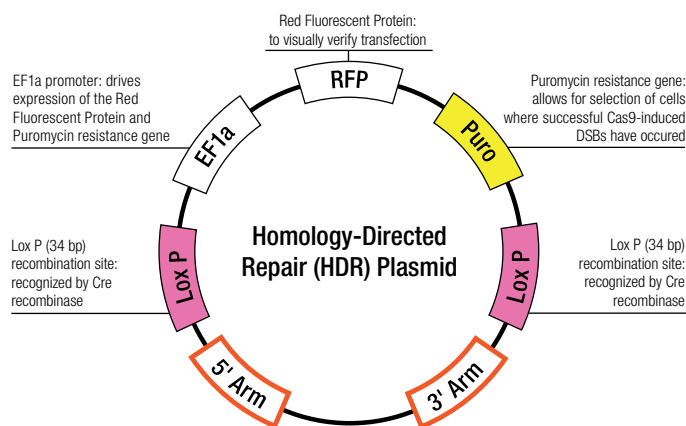 Red Fluorescent Protein:
to visually verify transfection
RFP
EF1a promoter: drives
expression of the Red
Fluorescent Protein and
Puromycin resistance gene
Puromycin resistance gene:
allows for selection of cells
where successful Cas9-induced
DSBs have occured
EF1a
Puro
Homology-Directed
Repair (HDR) Plasmid
Lox P (34 bp)
recombination site:
recognized by Cre
recombinase
Lox P
Lox P
Lox P (34 bp)
recombination site:
recognized by Cre
recombinase
5' Arm
3' Arm